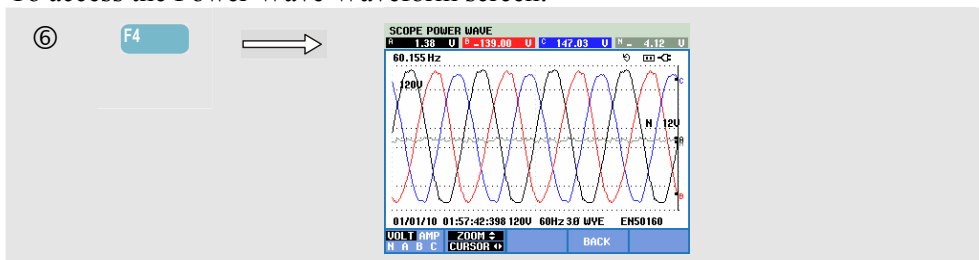 To access the Power Wave Waveform screen:
⑥ F4
SCOPE POWER WAVE
A 1.38 V B -139.00 V C 147.03 V N - 4.12 V
60.155 Hz
120V
C
N 12V
B
01/01/10 01:57:42:398 120V 60Hz 3Ø WYE EN50160
VOLT AMP ZOOM
N A B C CURSOR BACK